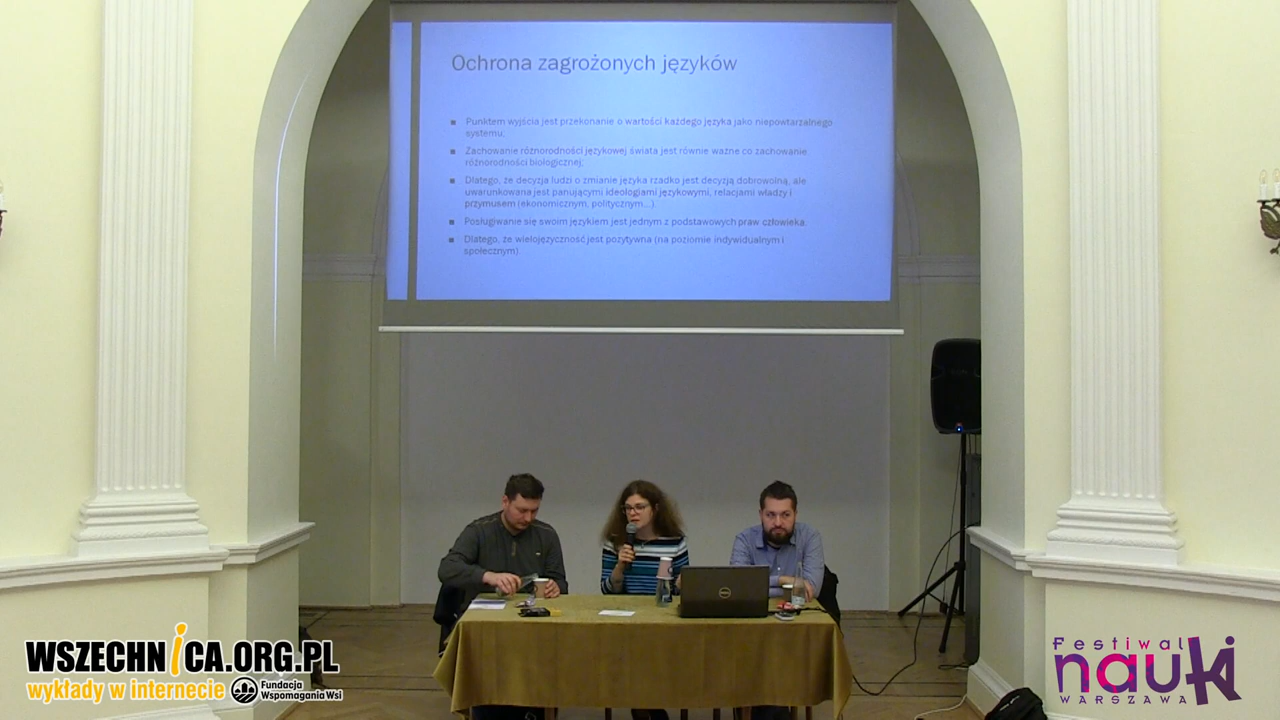 Ochrona zagrożonych języków
■ Punktem wyjścia jest przekonanie o wartości każdego języka jako niepowtarzalnego
systemu;
■ Zachowanie różnorodności językowej świata jest równie ważne co zachowanie
różnorodności biologicznej;
■ Dlatego, że decyzja ludzi o zmianie języka rzadko jest decyzją dobrowolną, ale
uwarunkowana jest panującymi ideologiami językowymi, relacjami władzy i
przymusem (ekonomicznym, politycznym...).
■ Posługiwanie się swoim językiem jest jednym z podstawowych praw człowieka.
■ Dlatego, że wielojęzyczność jest pozytywna (na poziomie indywidualnym i
społecznym).
DELL
WSZECHNiCA.ORG.PL
wykłady w internecie
Fundacja
Wspomagania Wsi
Festiwal
nauki
WARSZAWA